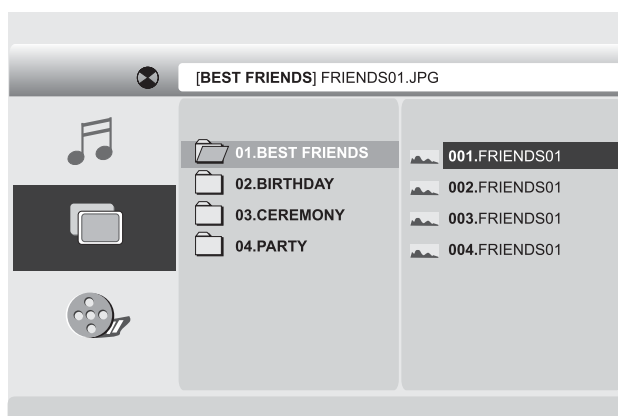 [BEST FRIENDS] FRIENDS01.JPG
01.BEST FRIENDS
02.BIRTHDAY
03.CEREMONY
04.PARTY
001.FRIENDS01
002.FRIENDS01
003.FRIENDS01
004.FRIENDS01